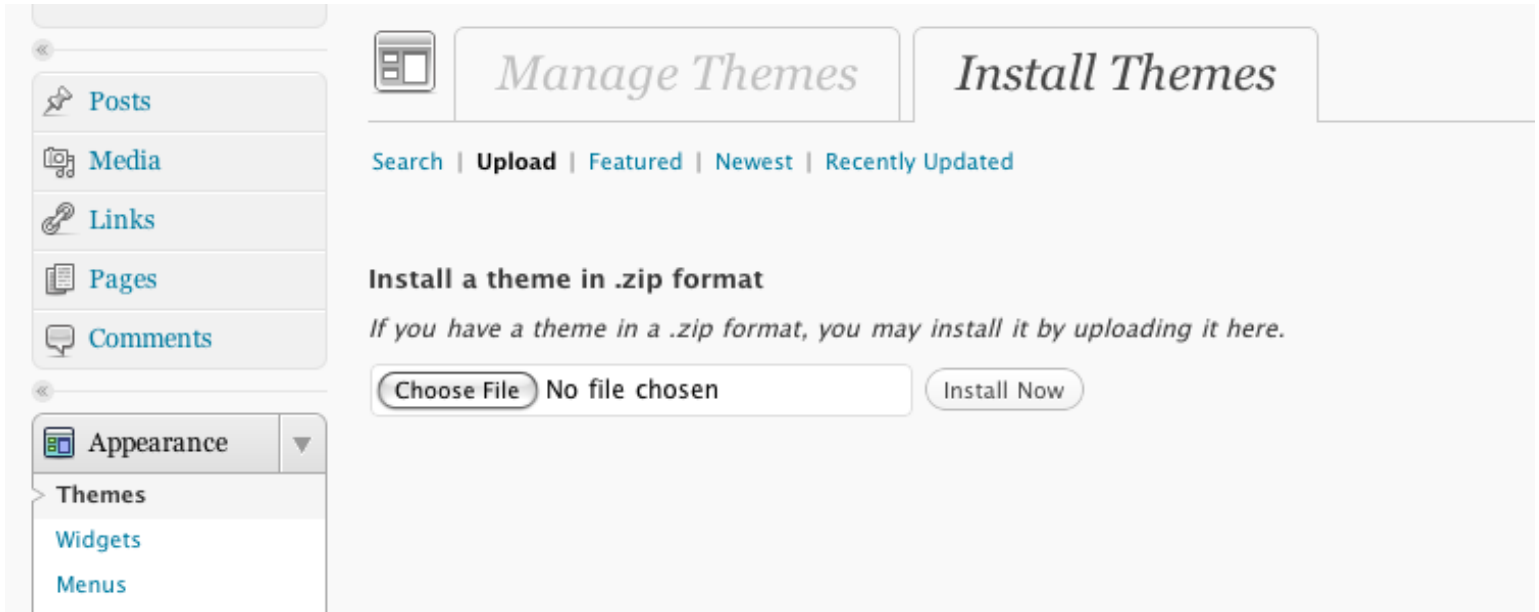 Posts
Media
Links
Pages
Comments
Appearance
Themes
Widgets
Menus
Manage Themes
Install Themes
Search | Upload | Featured | Newest | Recently Updated
Install a theme in .zip format
If you have a theme in a .zip format, you may install it by uploading it here.
Choose File No file chosen Install Now